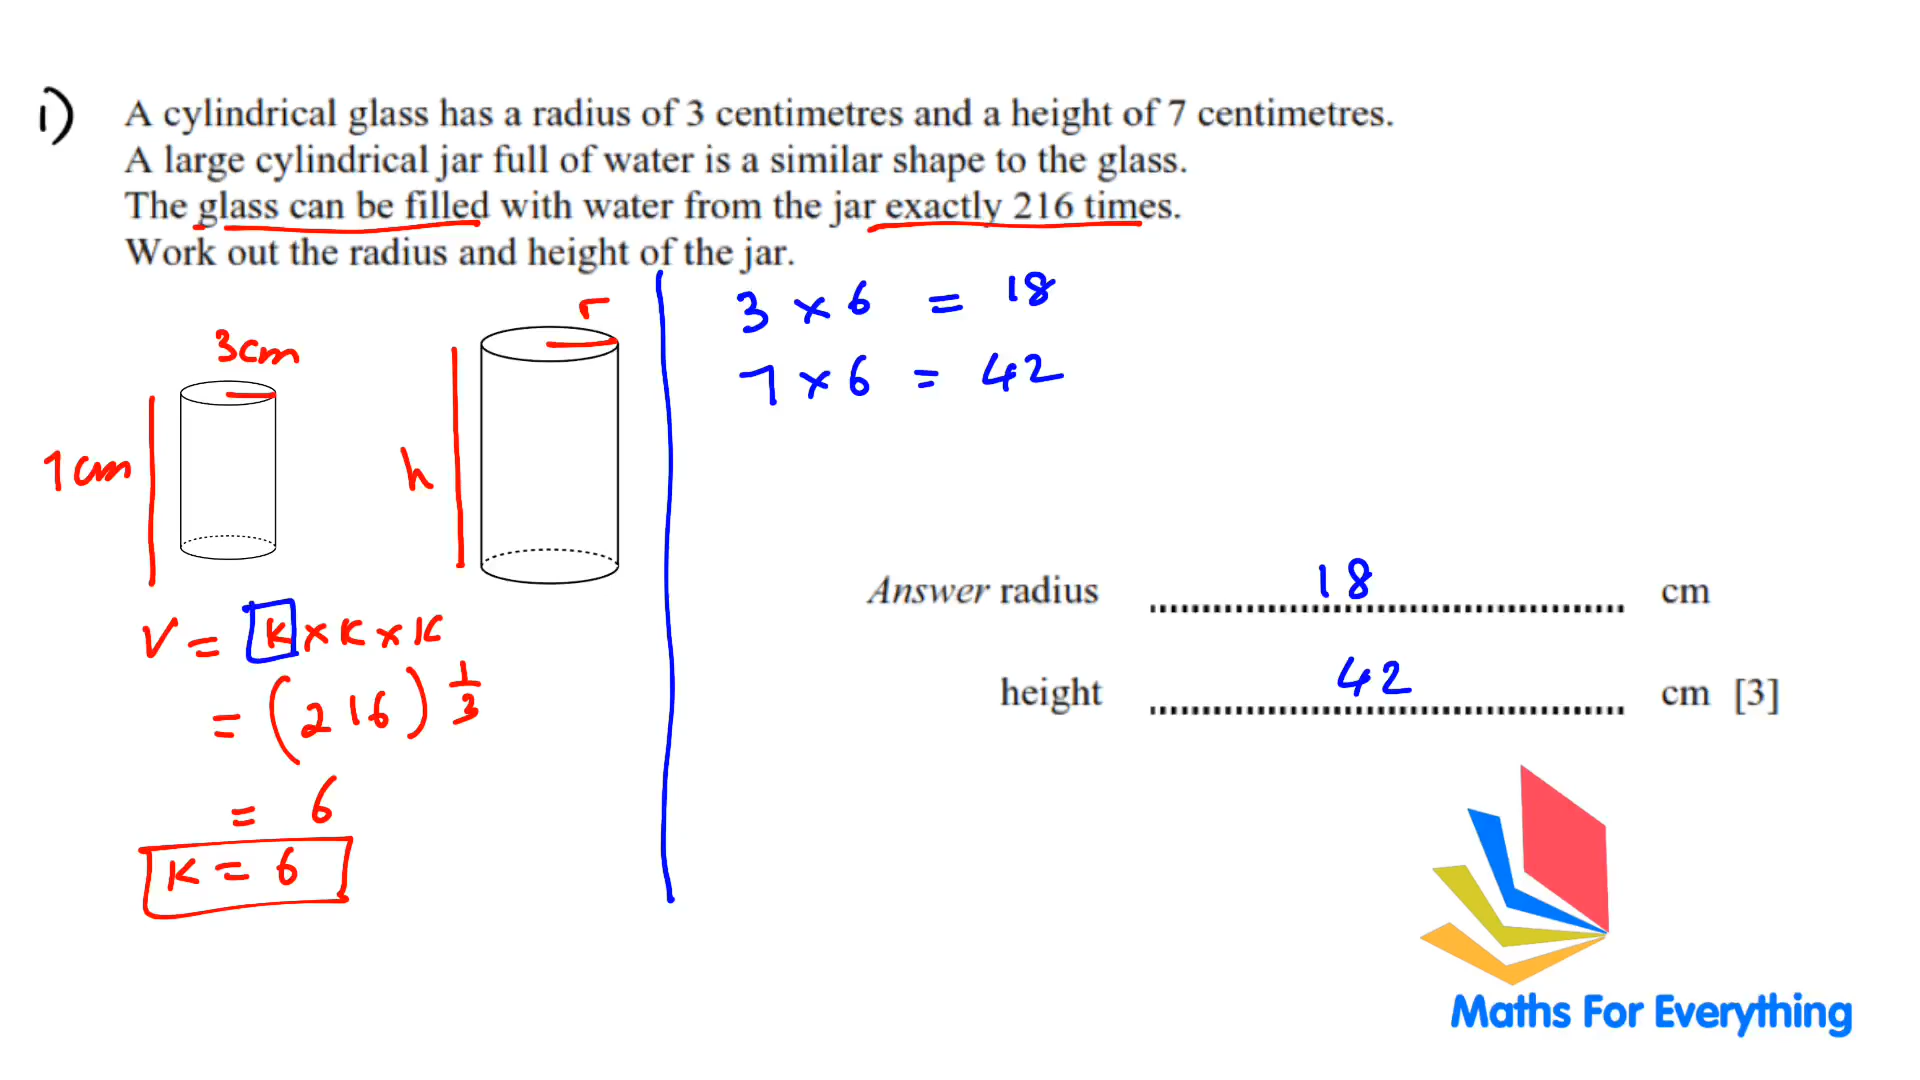 1)
A cylindrical glass has a radius of 3 centimetres and a height of 7 centimetres.
A large cylindrical jar full of water is a similar shape to the glass.
The glass can be filled with water from the jar exactly 216 times.
Work out the radius and height of the jar.
3cm
7cm
r
h
V = K × K × K
= (216)^1/3
= 6
K = 6
3 × 6 = 18
7 × 6 = 42
Answer radius 18 cm
height 42 cm [3]
Maths For Everything